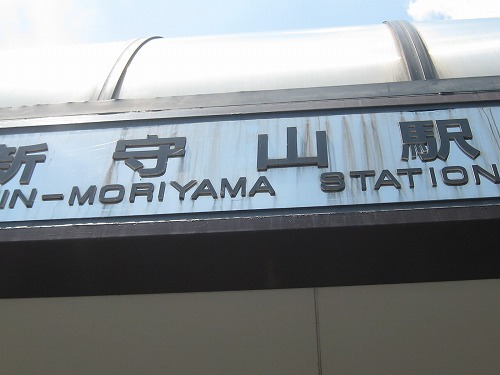 新守山駅
IN-MORIYAMA STATION